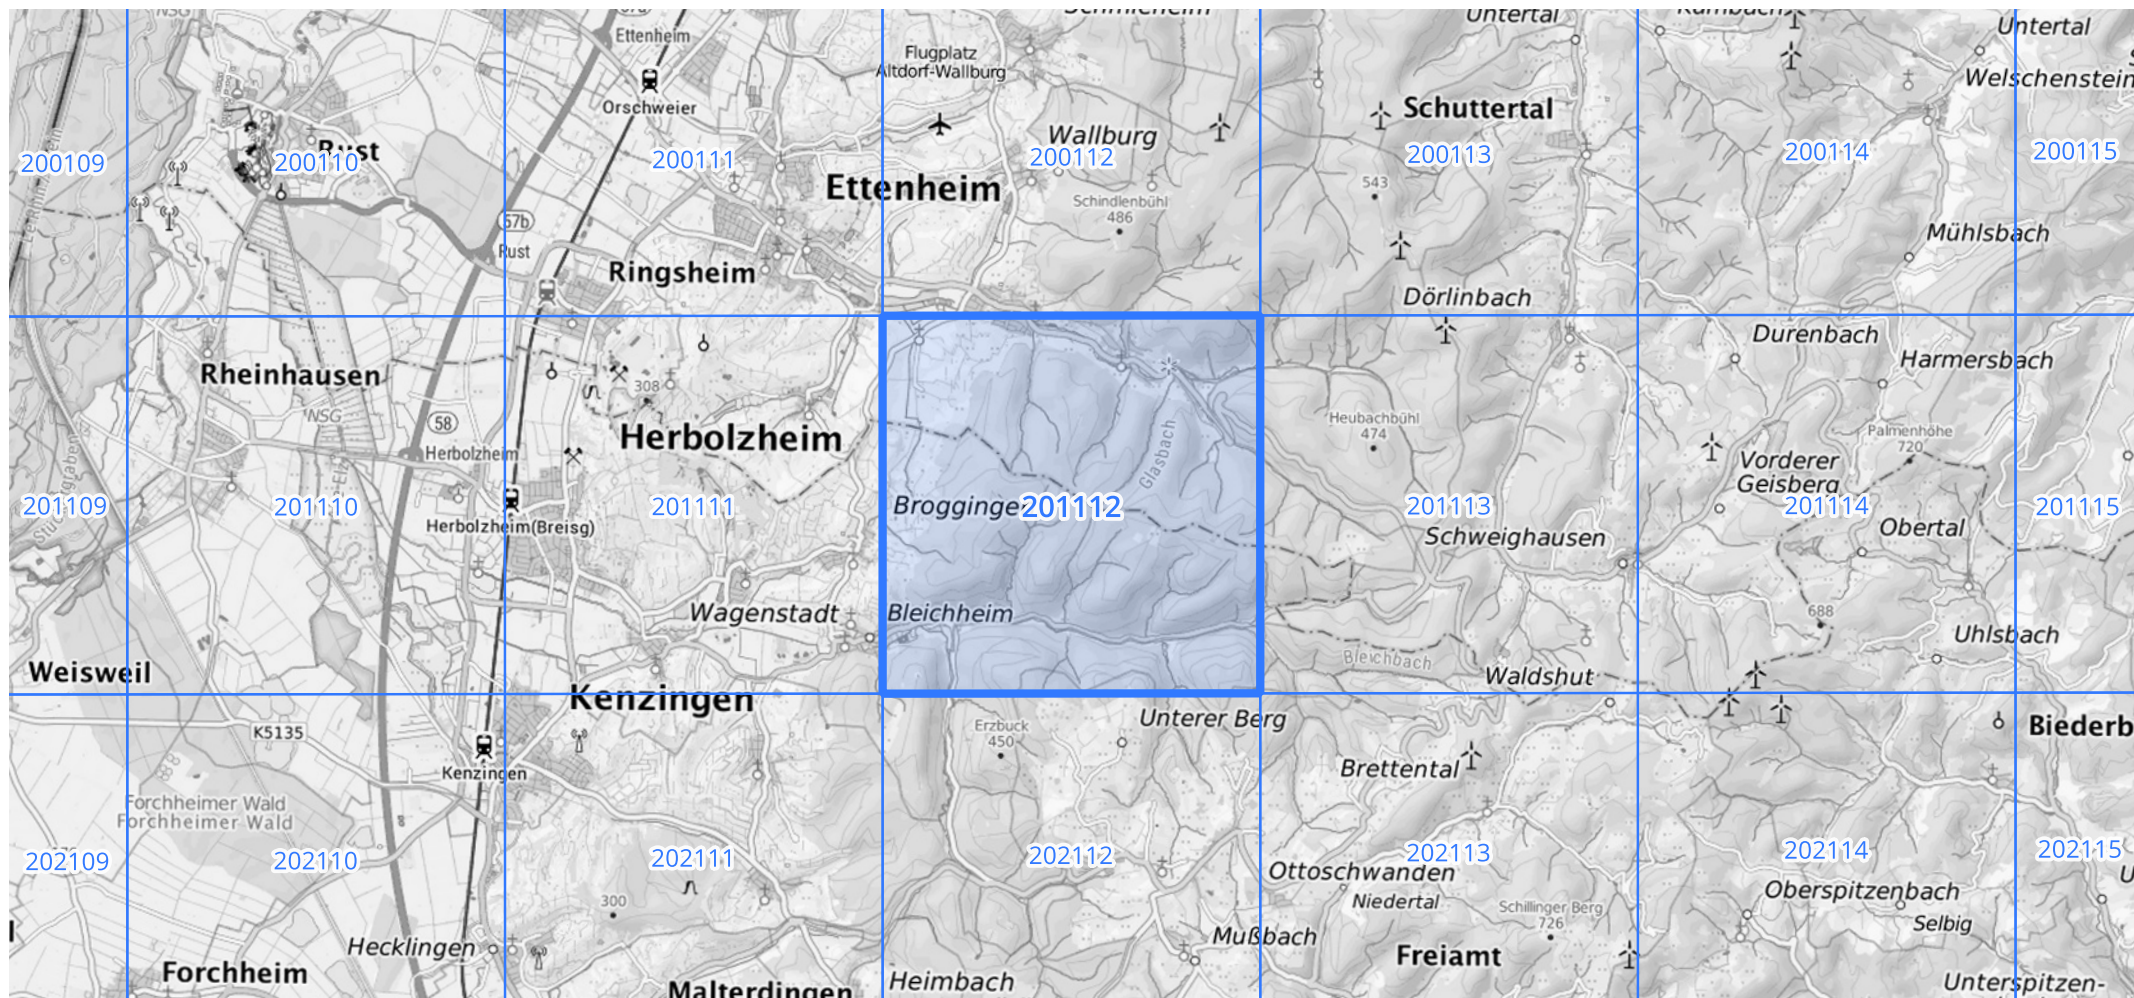 NSG
Ettenheim
Schmieheim
Flugplatz
Altdorf-Wallburg
Untertal
Untertal
Welschenstein
Orschweier
Wallburg
Schuttertal
Rust
200109
200110
200111
200112
200113
200114
200115
543
Ettenheim
Schindlenbühl
486
57b
Rust
Mühlsbach
Ringsheim
Dörlinbach
Durenbach
Harmersbach
Rheinhausen
308
NSG
58
Herbolzheim
Herbolzheim
Heubachbühl
474
Glasbach
Palmenhöhe
720
Vorderer
Geisberg
201109
201110
201111
Brogginge
201112
201113
201114
201115
Herbolzheim(Breisg)
Schweighausen
Obertal
Wagenstadt
Bleichheim
688
Uhlsbach
Bleichbach
Weisweil
Waldshut
Kenzingen
Unterer Berg
Erzbuck
450
K5135
Biederb
Kenzingen
Brettental
Forchheimer Wald
Forchheimer Wald
202109
202110
202111
202112
202113
202114
202115
Ottoschwanden
Niedertal
300
Schillinger Berg
726
Oberspitzenbach
Selbig
Hecklingen
Mußbach
Freiamt
Forchheim
Malterdingen
Heimbach
Unterspitzen-